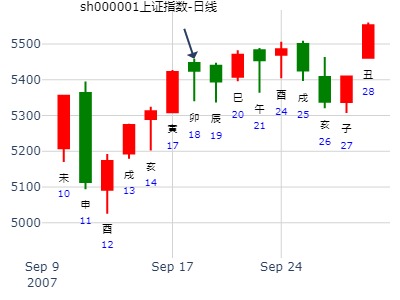 sh000001上证指数-日线
5500
5400
5300
5200
5100
5000
未
10
申
11
酉
12
戌
13
亥
14
寅
17
卯
18
辰
19
巳
20
午
21
酉
24
戌
25
亥
26
子
27
丑
28
Sep 9
2007
Sep 17
Sep 24